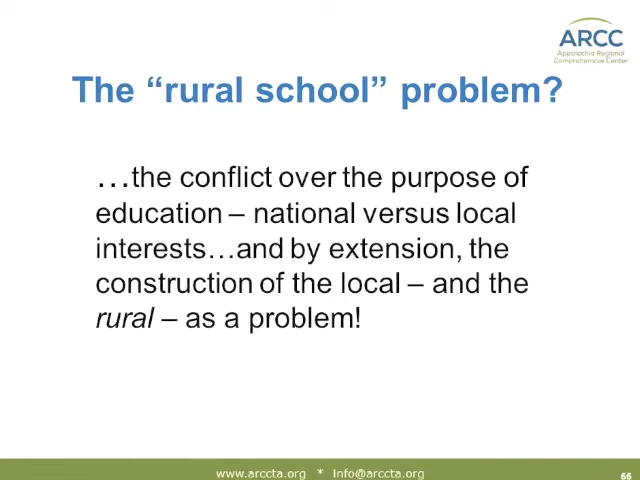 ARCC
Appalachia Regional
Comprehensive Center
The “rural school” problem?
…the conflict over the purpose of
education – national versus local
interests…and by extension, the
construction of the local – and the
rural – as a problem!
www.arccta.org * Info@arccta.org
66